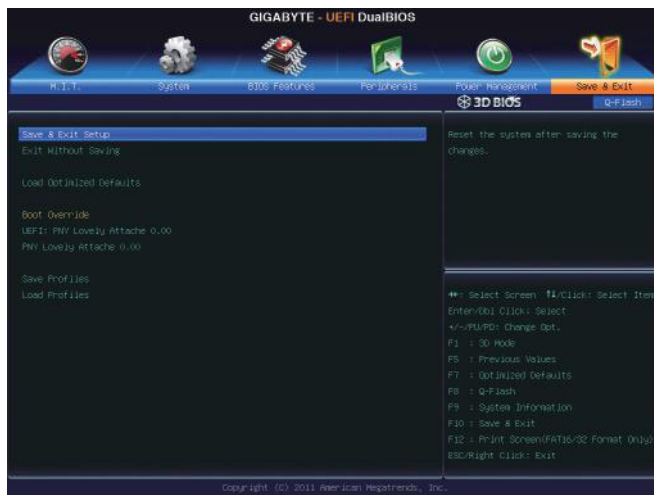 GIGABYTE - UEFI DualBIOS
M.I.T.
System
BIOS Features
Peripherals
Power Management
Save & Exit
3D BIOS
Q-Flash
Save & Exit Setup
Exit Without Saving
Load Optimized Defaults
Boot Override
UEFI: PNY Lovely Attache 0.00
PNY Lovely Attache 0.00
Save Profiles
Load Profiles
Reset the system after saving the
changes.
↔: Select Screen ↑↓/Click: Select Item
Enter/Dbl Click: Select
+/-/PU/PD: Change Opt.
F1 : 3D Mode
F5 : Previous Values
F7 : Optimized Defaults
F8 : Q-Flash
F9 : System Information
F10 : Save & Exit
F12 : Print Screen(FAT16/32 Format Only)
ESC/Right Click: Exit
Copyright (C) 2011 American Megatrends, Inc.